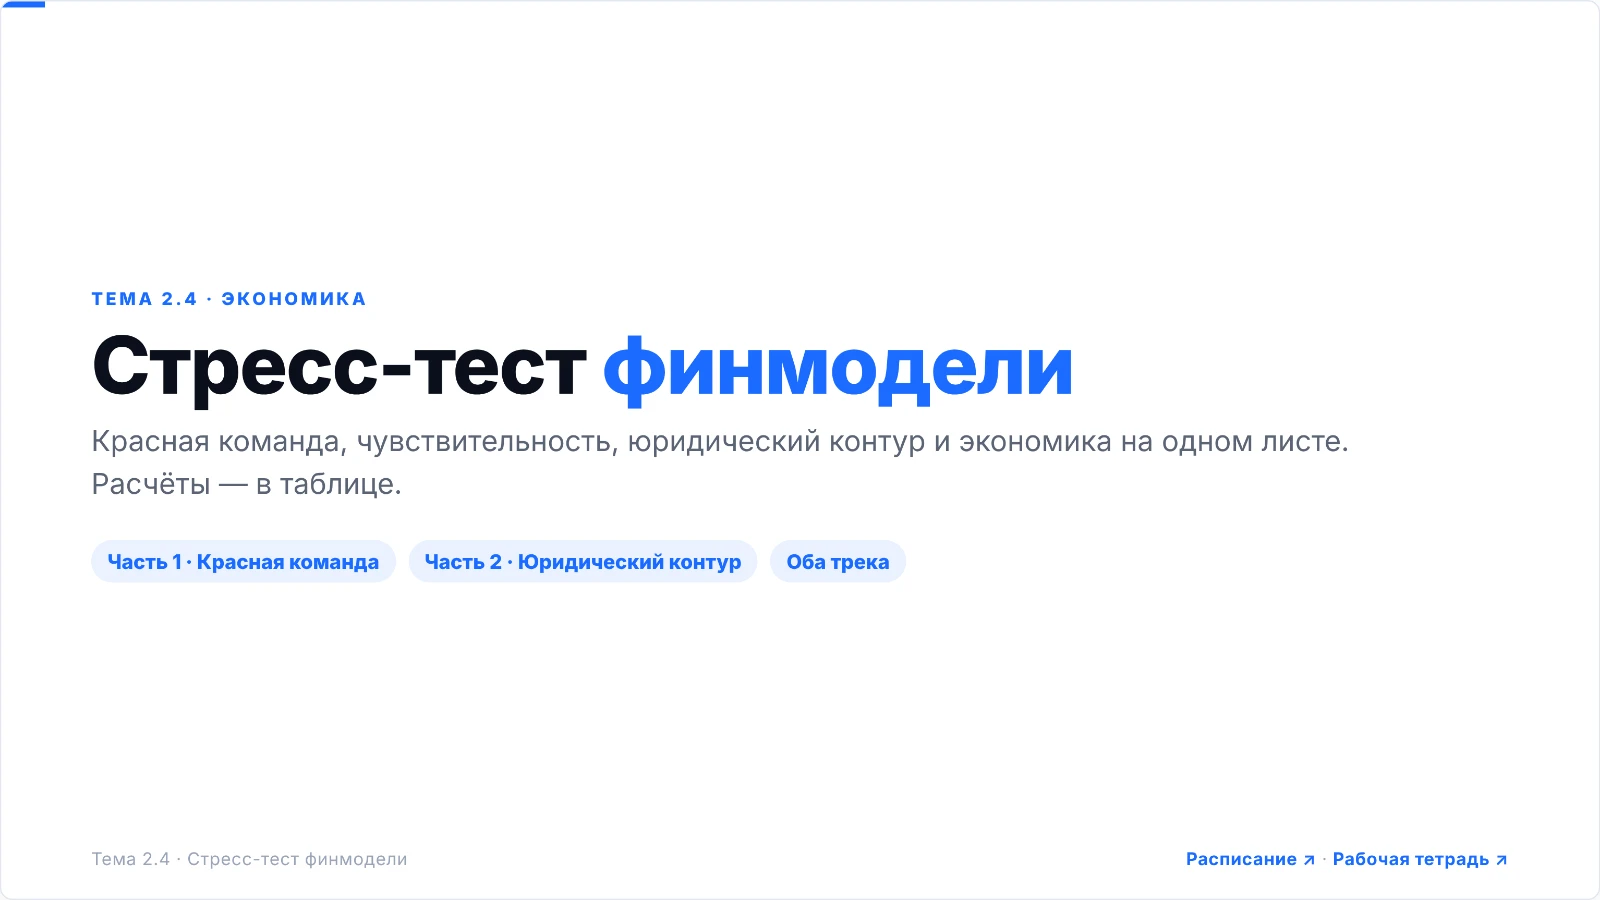 ТЕМА 2.4 · ЭКОНОМИКА
Стресс-тест финмодели
Красная команда, чувствительность, юридический контур и экономика на одном листе.
Расчёты — в таблице.
Часть 1 · Красная команда
Часть 2 · Юридический контур
Оба трека
Тема 2.4 · Стресс-тест финмодели
Расписание ↗ · Рабочая тетрадь ↗